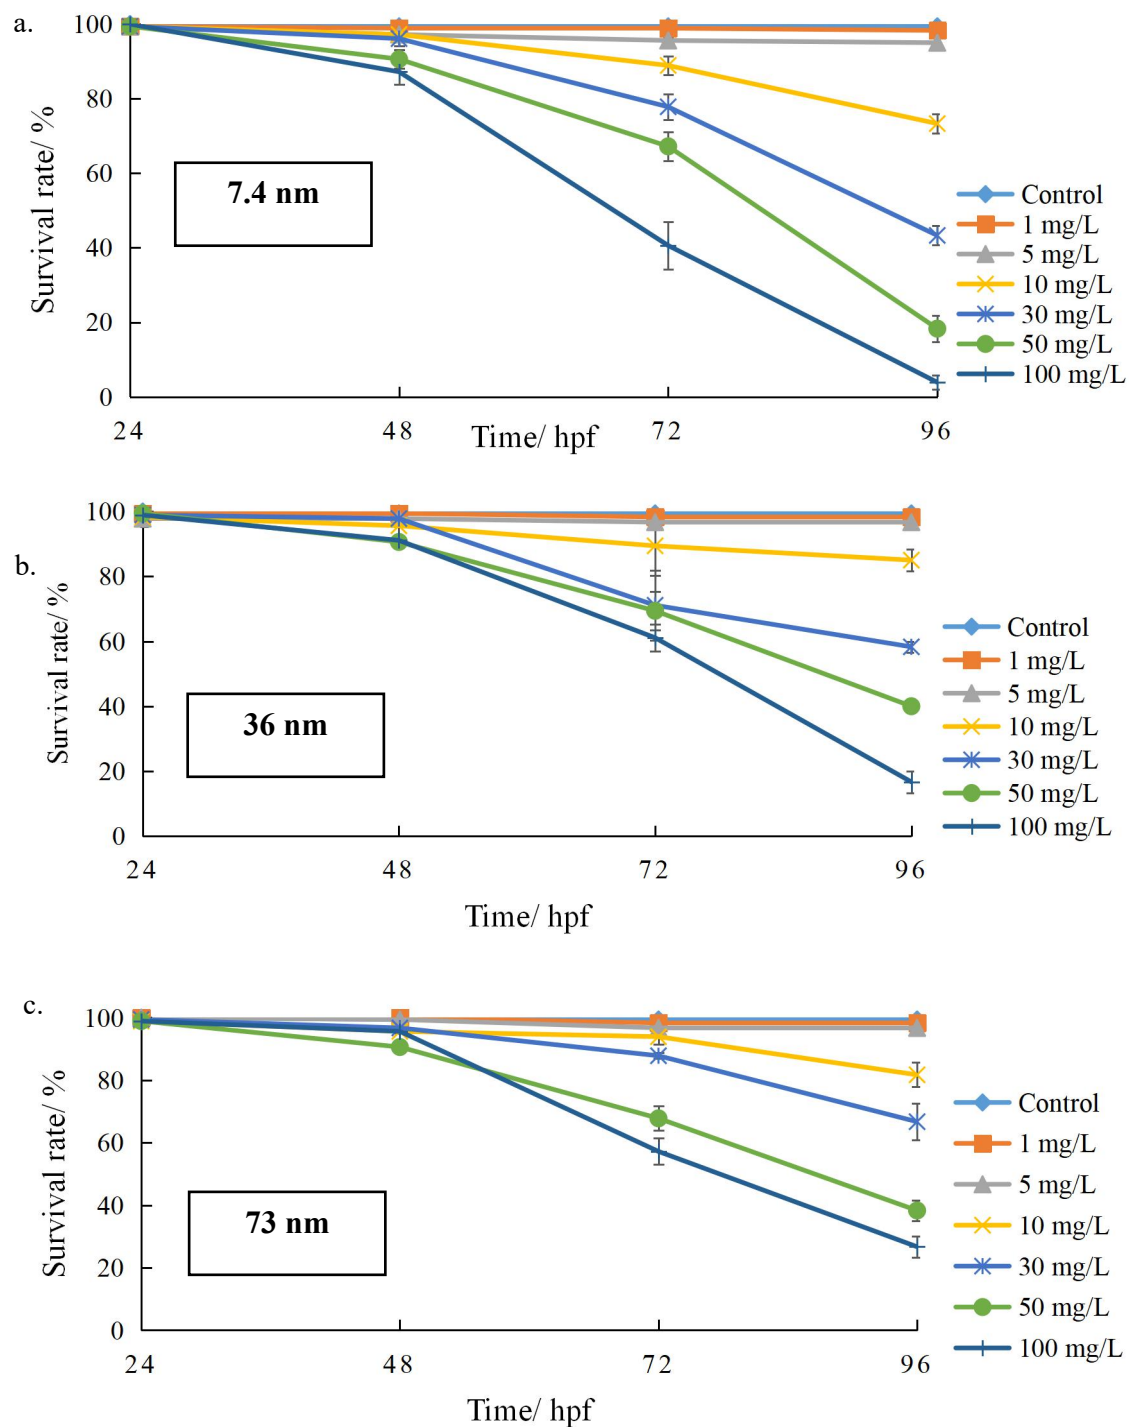 a.
Survival rate/ %
100
80
60
40
20
0
7.4 nm
24 48 72 96
Time/ hpf
Control
1 mg/L
5 mg/L
10 mg/L
30 mg/L
50 mg/L
100 mg/L
b.
Survival rate/ %
100
80
60
40
20
0
36 nm
24 48 72 96
Time/ hpf
Control
1 mg/L
5 mg/L
10 mg/L
30 mg/L
50 mg/L
100 mg/L
c.
Survival rate/ %
100
80
60
40
20
0
73 nm
24 48 72 96
Time/ hpf
Control
1 mg/L
5 mg/L
10 mg/L
30 mg/L
50 mg/L
100 mg/L